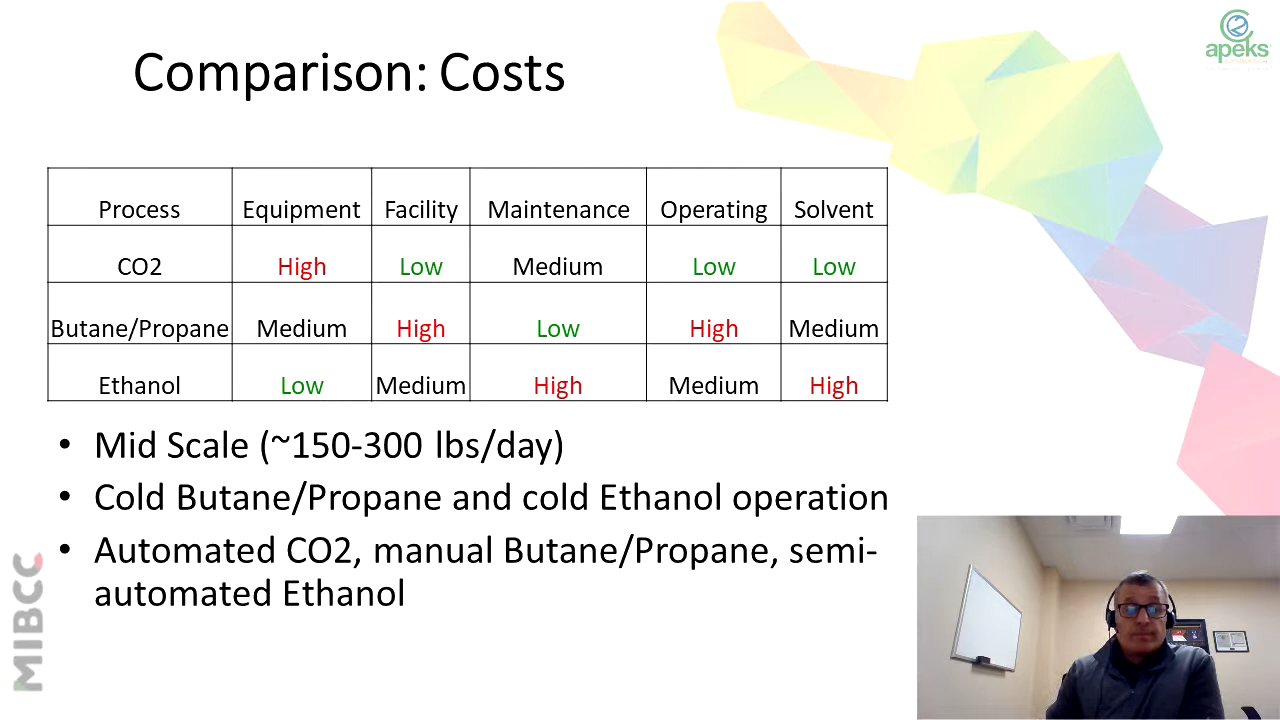 Comparison: Costs
apeks
Process Equipment Facility Maintenance Operating Solvent
CO2 High Low Medium Low Low
Butane/Propane Medium High Low High Medium
Ethanol Low Medium High Medium High
• Mid Scale (~150-300 lbs/day)
• Cold Butane/Propane and cold Ethanol operation
• Automated CO2, manual Butane/Propane, semi-
automated Ethanol
MIBCC